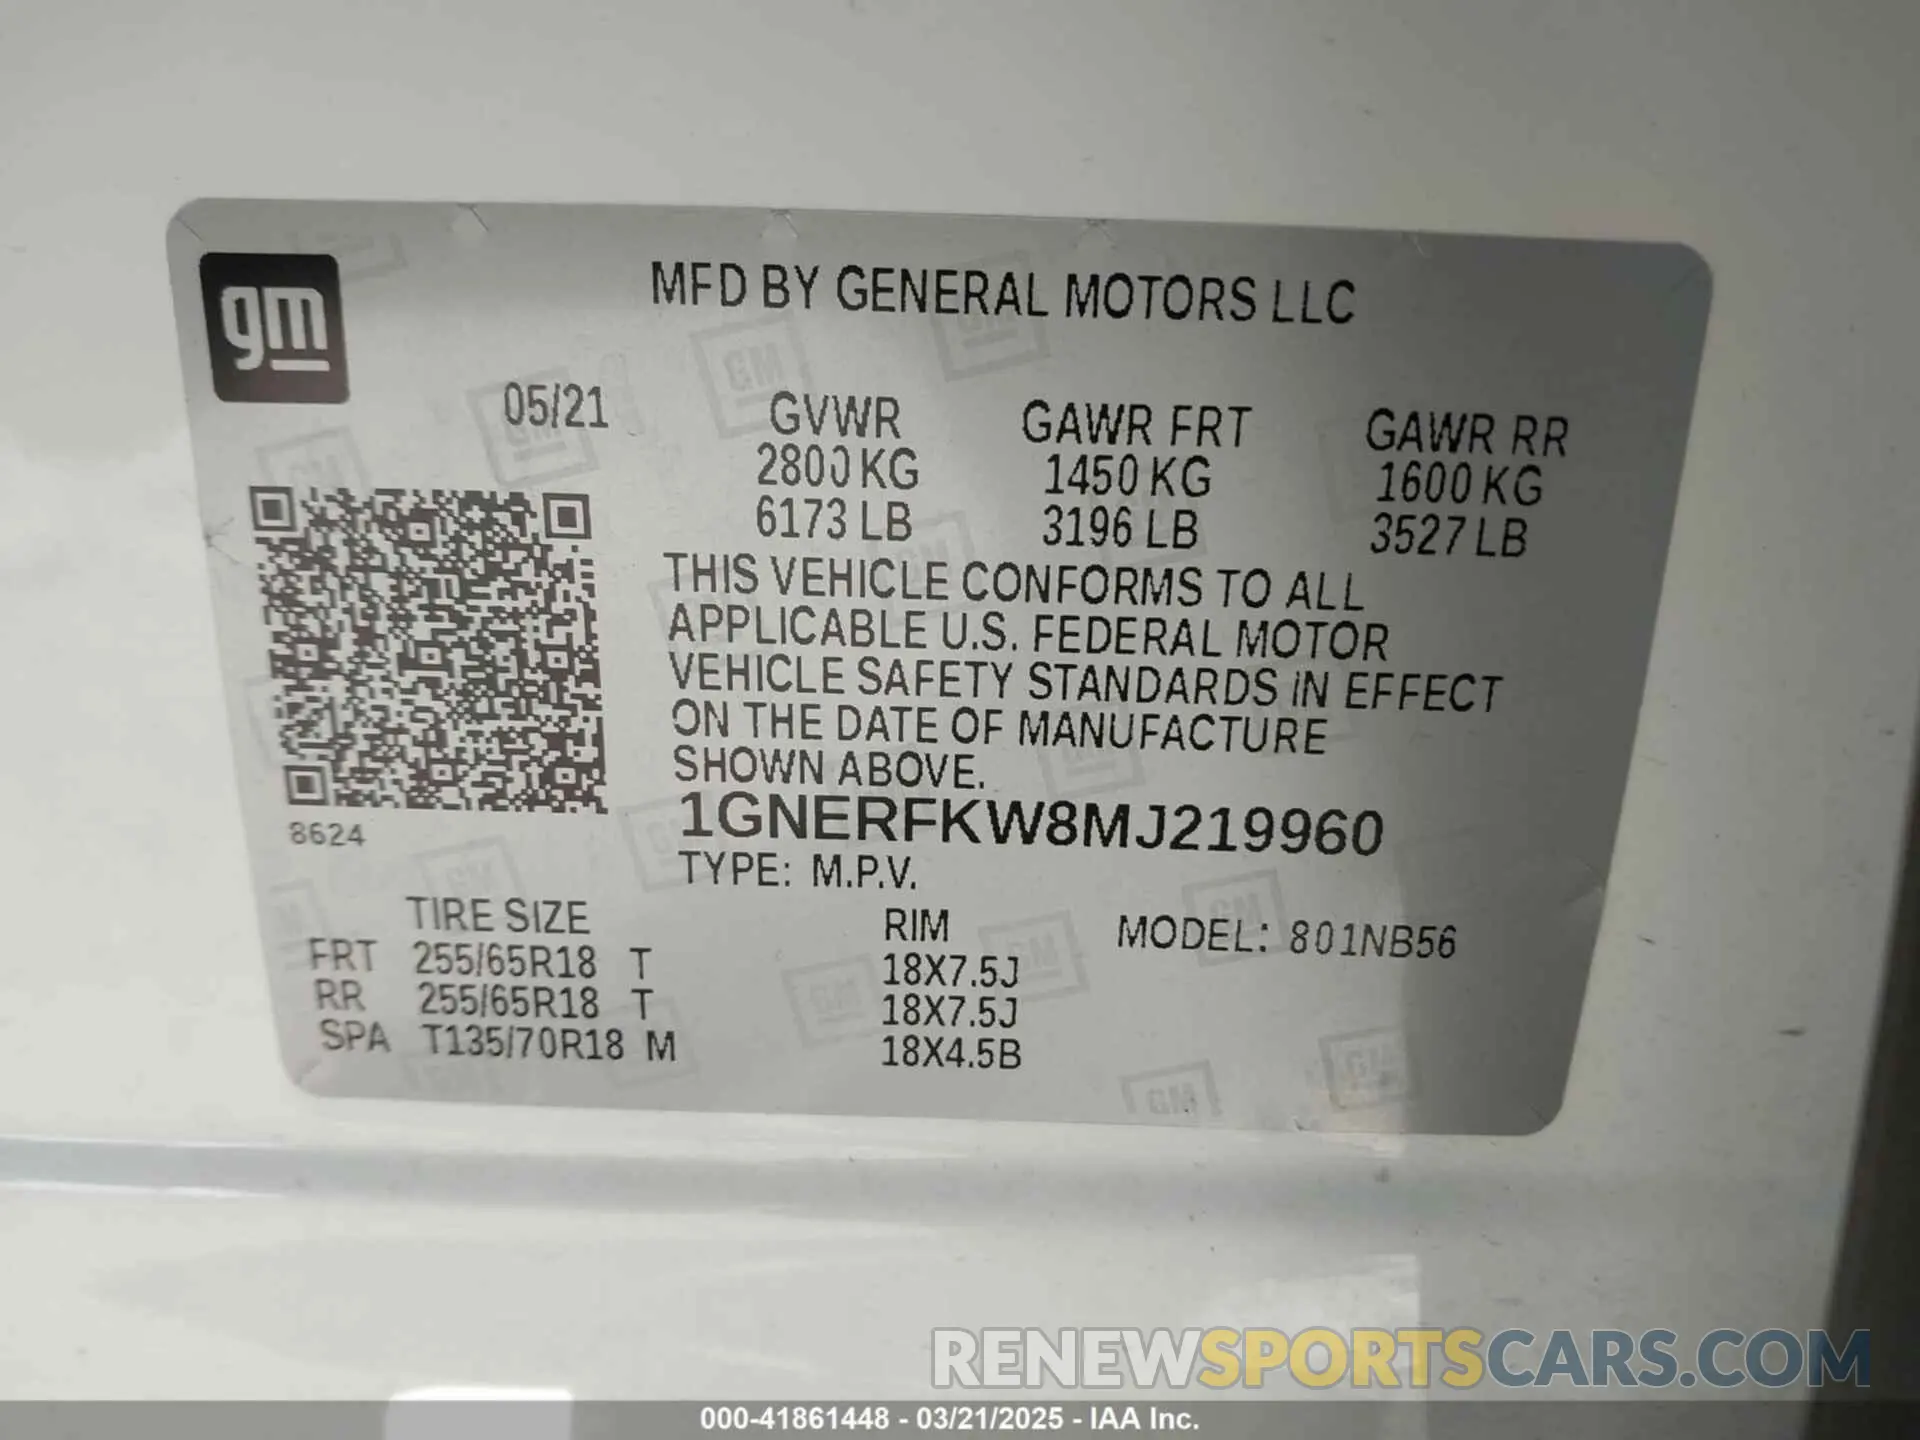 gm
MFD BY GENERAL MOTORS LLC
05/21 GVWR GAWR FRT GAWR RR
2800 KG 1450 KG 1600 KG
6173 LB 3196 LB 3527 LB
THIS VEHICLE CONFORMS TO ALL
APPLICABLE U.S. FEDERAL MOTOR
VEHICLE SAFETY STANDARDS IN EFFECT
ON THE DATE OF MANUFACTURE
SHOWN ABOVE.
8624
1GNERFKW8MJ219960
TYPE: M.P.V.
TIRE SIZE RIM MODEL: 801NB56
FRT 255/65R18 T 18X7.5J
RR 255/65R18 T 18X7.5J
SPA T135/70R18 M 18X4.5B
RENEWSPORTSCARS.COM
000-41861448 - 03/21/2025 - IAA Inc.